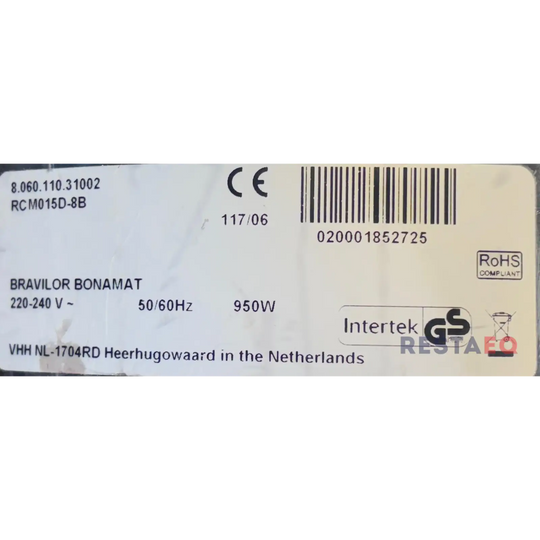 8.060.110.31002
RCM015D-8B
CE
117/06
020001852725
RoHS
COMPLIANT
BRAVILOR BONAMAT
220-240 V ~ 50/60Hz 950W
Intertek GS
RESTAFQ
VHH NL-1704RD Heerhugowaard in the Netherlands